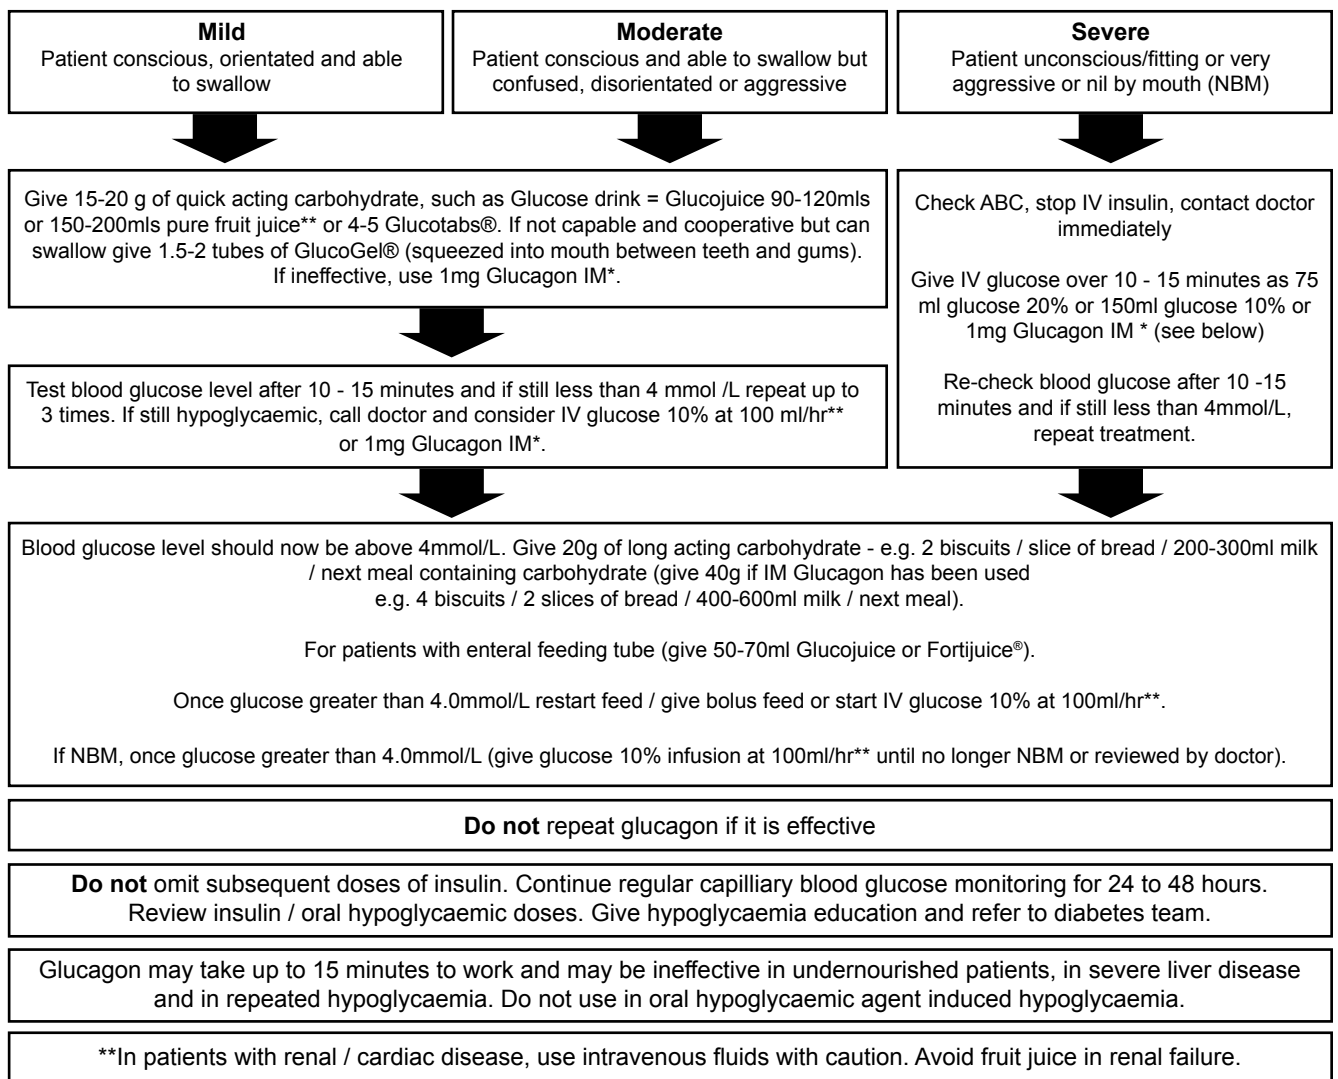 Mild
Patient conscious, orientated and able
to swallow
Moderate
Patient conscious and able to swallow but
confused, disorientated or aggressive
Severe
Patient unconscious/fitting or very
aggressive or nil by mouth (NBM)
Give 15-20 g of quick acting carbohydrate, such as Glucose drink = Glucojuice 90-120mls
or 150-200mls pure fruit juice** or 4-5 Glucotabs®. If not capable and cooperative but can
swallow give 1.5-2 tubes of GlucoGel® (squeezed into mouth between teeth and gums).
If ineffective, use 1mg Glucagon IM*.
Test blood glucose level after 10 - 15 minutes and if still less than 4 mmol /L repeat up to
3 times. If still hypoglycaemic, call doctor and consider IV glucose 10% at 100 ml/hr**
or 1mg Glucagon IM*.
Check ABC, stop IV insulin, contact doctor
immediately
Give IV glucose over 10 - 15 minutes as 75
ml glucose 20% or 150ml glucose 10% or
1mg Glucagon IM * (see below)
Re-check blood glucose after 10 -15
minutes and if still less than 4mmol/L,
repeat treatment.
Blood glucose level should now be above 4mmol/L. Give 20g of long acting carbohydrate - e.g. 2 biscuits / slice of bread / 200-300ml milk
/ next meal containing carbohydrate (give 40g if IM Glucagon has been used
e.g. 4 biscuits / 2 slices of bread / 400-600ml milk / next meal).
For patients with enteral feeding tube (give 50-70ml Glucojuice or Fortijuice®).
Once glucose greater than 4.0mmol/L restart feed / give bolus feed or start IV glucose 10% at 100ml/hr**.
If NBM, once glucose greater than 4.0mmol/L (give glucose 10% infusion at 100ml/hr** until no longer NBM or reviewed by doctor).
Do not repeat glucagon if it is effective
Do not omit subsequent doses of insulin. Continue regular capillary blood glucose monitoring for 24 to 48 hours.
Review insulin / oral hypoglycaemic doses. Give hypoglycaemia education and refer to diabetes team.
Glucagon may take up to 15 minutes to work and may be ineffective in undernourished patients, in severe liver disease
and in repeated hypoglycaemia. Do not use in oral hypoglycaemic agent induced hypoglycaemia.
**In patients with renal / cardiac disease, use intravenous fluids with caution. Avoid fruit juice in renal failure.